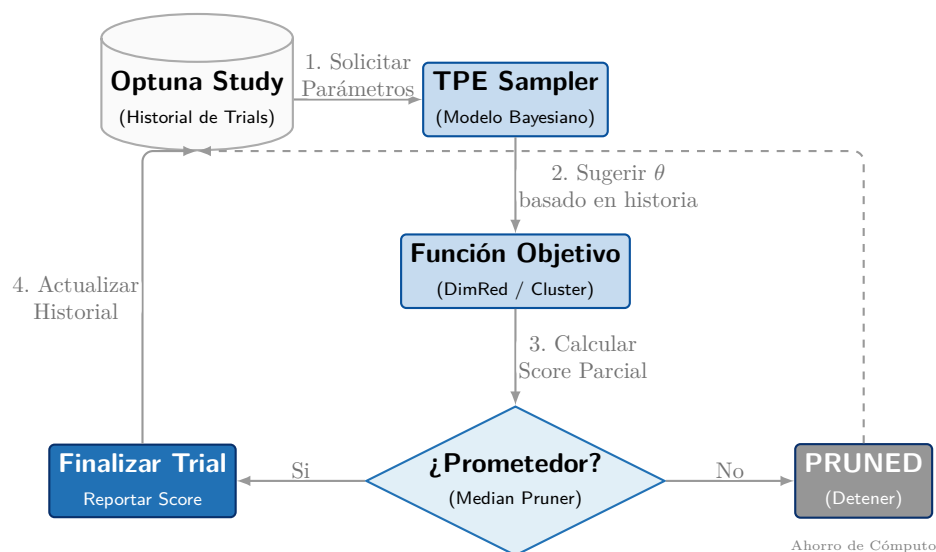 Optuna Study
(Historial de Trials)
1. Solicitar
Parámetros
TPE Sampler
(Modelo Bayesiano)
2. Sugerir θ
basado en historia
Función Objetivo
(DimRed / Cluster)
4. Actualizar
Historial
3. Calcular
Score Parcial
Finalizar Trial
Reportar Score
Si
¿Prometedor?
(Median Pruner)
No
PRUNED
(Detener)
Ahorro de Cómputo